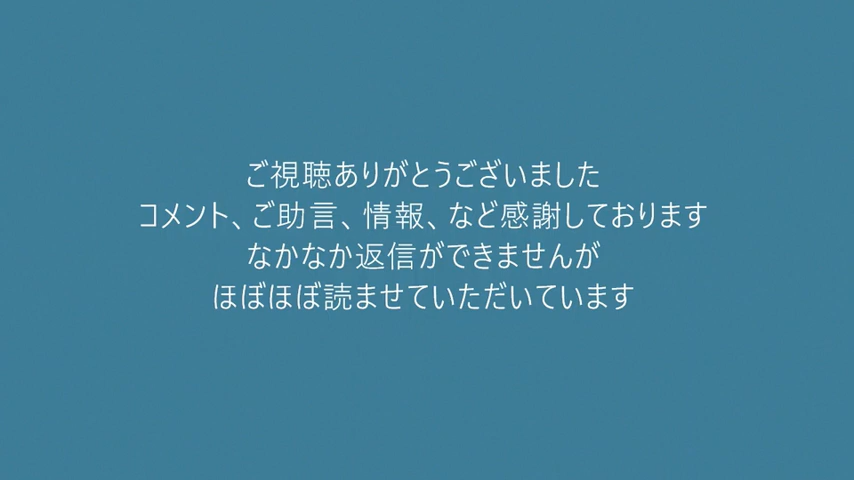 ご視聴ありがとうございました
コメント、ご助言、情報、など感謝しております
なかなか返信ができませんが
ほぼほぼ読ませていただいています